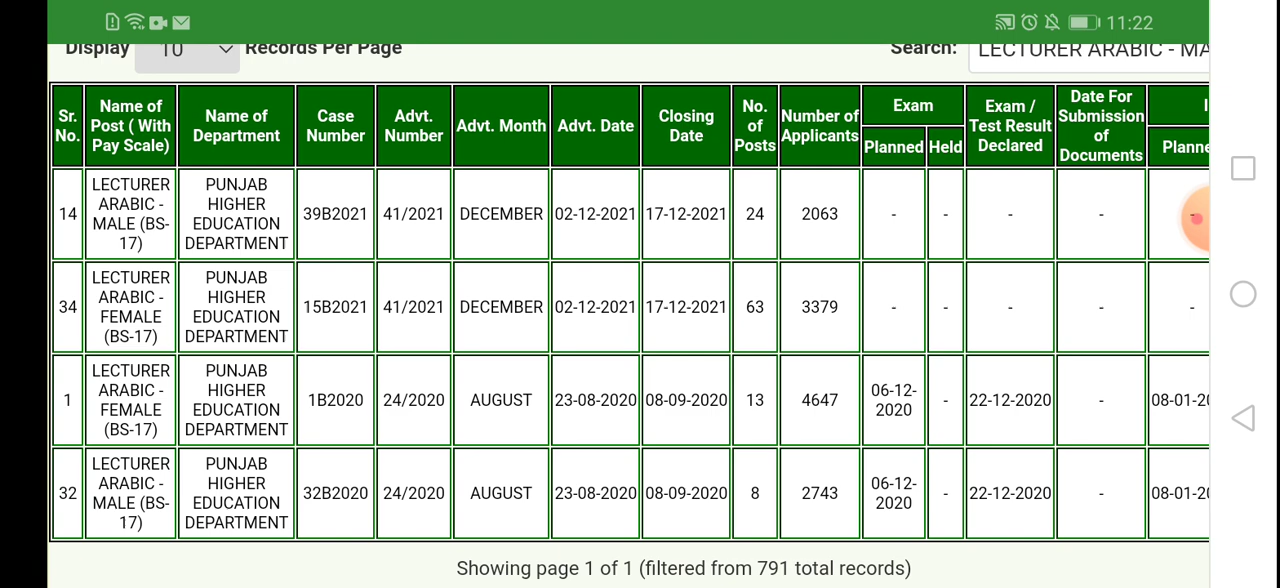 11:22
Display 10 Records Per Page
Search: LECTURER ARABIC - MA
Sr. No.
Name of Post ( With Pay Scale)
Name of Department
Case Number
Advt. Number
Advt. Month
Advt. Date
Closing Date
No. of Posts
Number of Applicants
Exam
Planned
Held
Exam / Test Result Declared
Date For Submission of Documents
Planne
14
LECTURER
ARABIC -
MALE (BS-
17)
PUNJAB
HIGHER
EDUCATION
DEPARTMENT
39B2021
41/2021
DECEMBER
02-12-2021
17-12-2021
24
2063
-
-
-
-
-
34
LECTURER
ARABIC -
FEMALE
(BS-17)
PUNJAB
HIGHER
EDUCATION
DEPARTMENT
15B2021
41/2021
DECEMBER
02-12-2021
17-12-2021
63
3379
-
-
-
-
-
1
LECTURER
ARABIC -
FEMALE
(BS-17)
PUNJAB
HIGHER
EDUCATION
DEPARTMENT
1B2020
24/2020
AUGUST
23-08-2020
08-09-2020
13
4647
06-12-
2020
-
22-12-2020
-
08-01-20
32
LECTURER
ARABIC -
MALE (BS-
17)
PUNJAB
HIGHER
EDUCATION
DEPARTMENT
32B2020
24/2020
AUGUST
23-08-2020
08-09-2020
8
2743
06-12-
2020
-
22-12-2020
-
08-01-20
Showing page 1 of 1 (filtered from 791 total records)